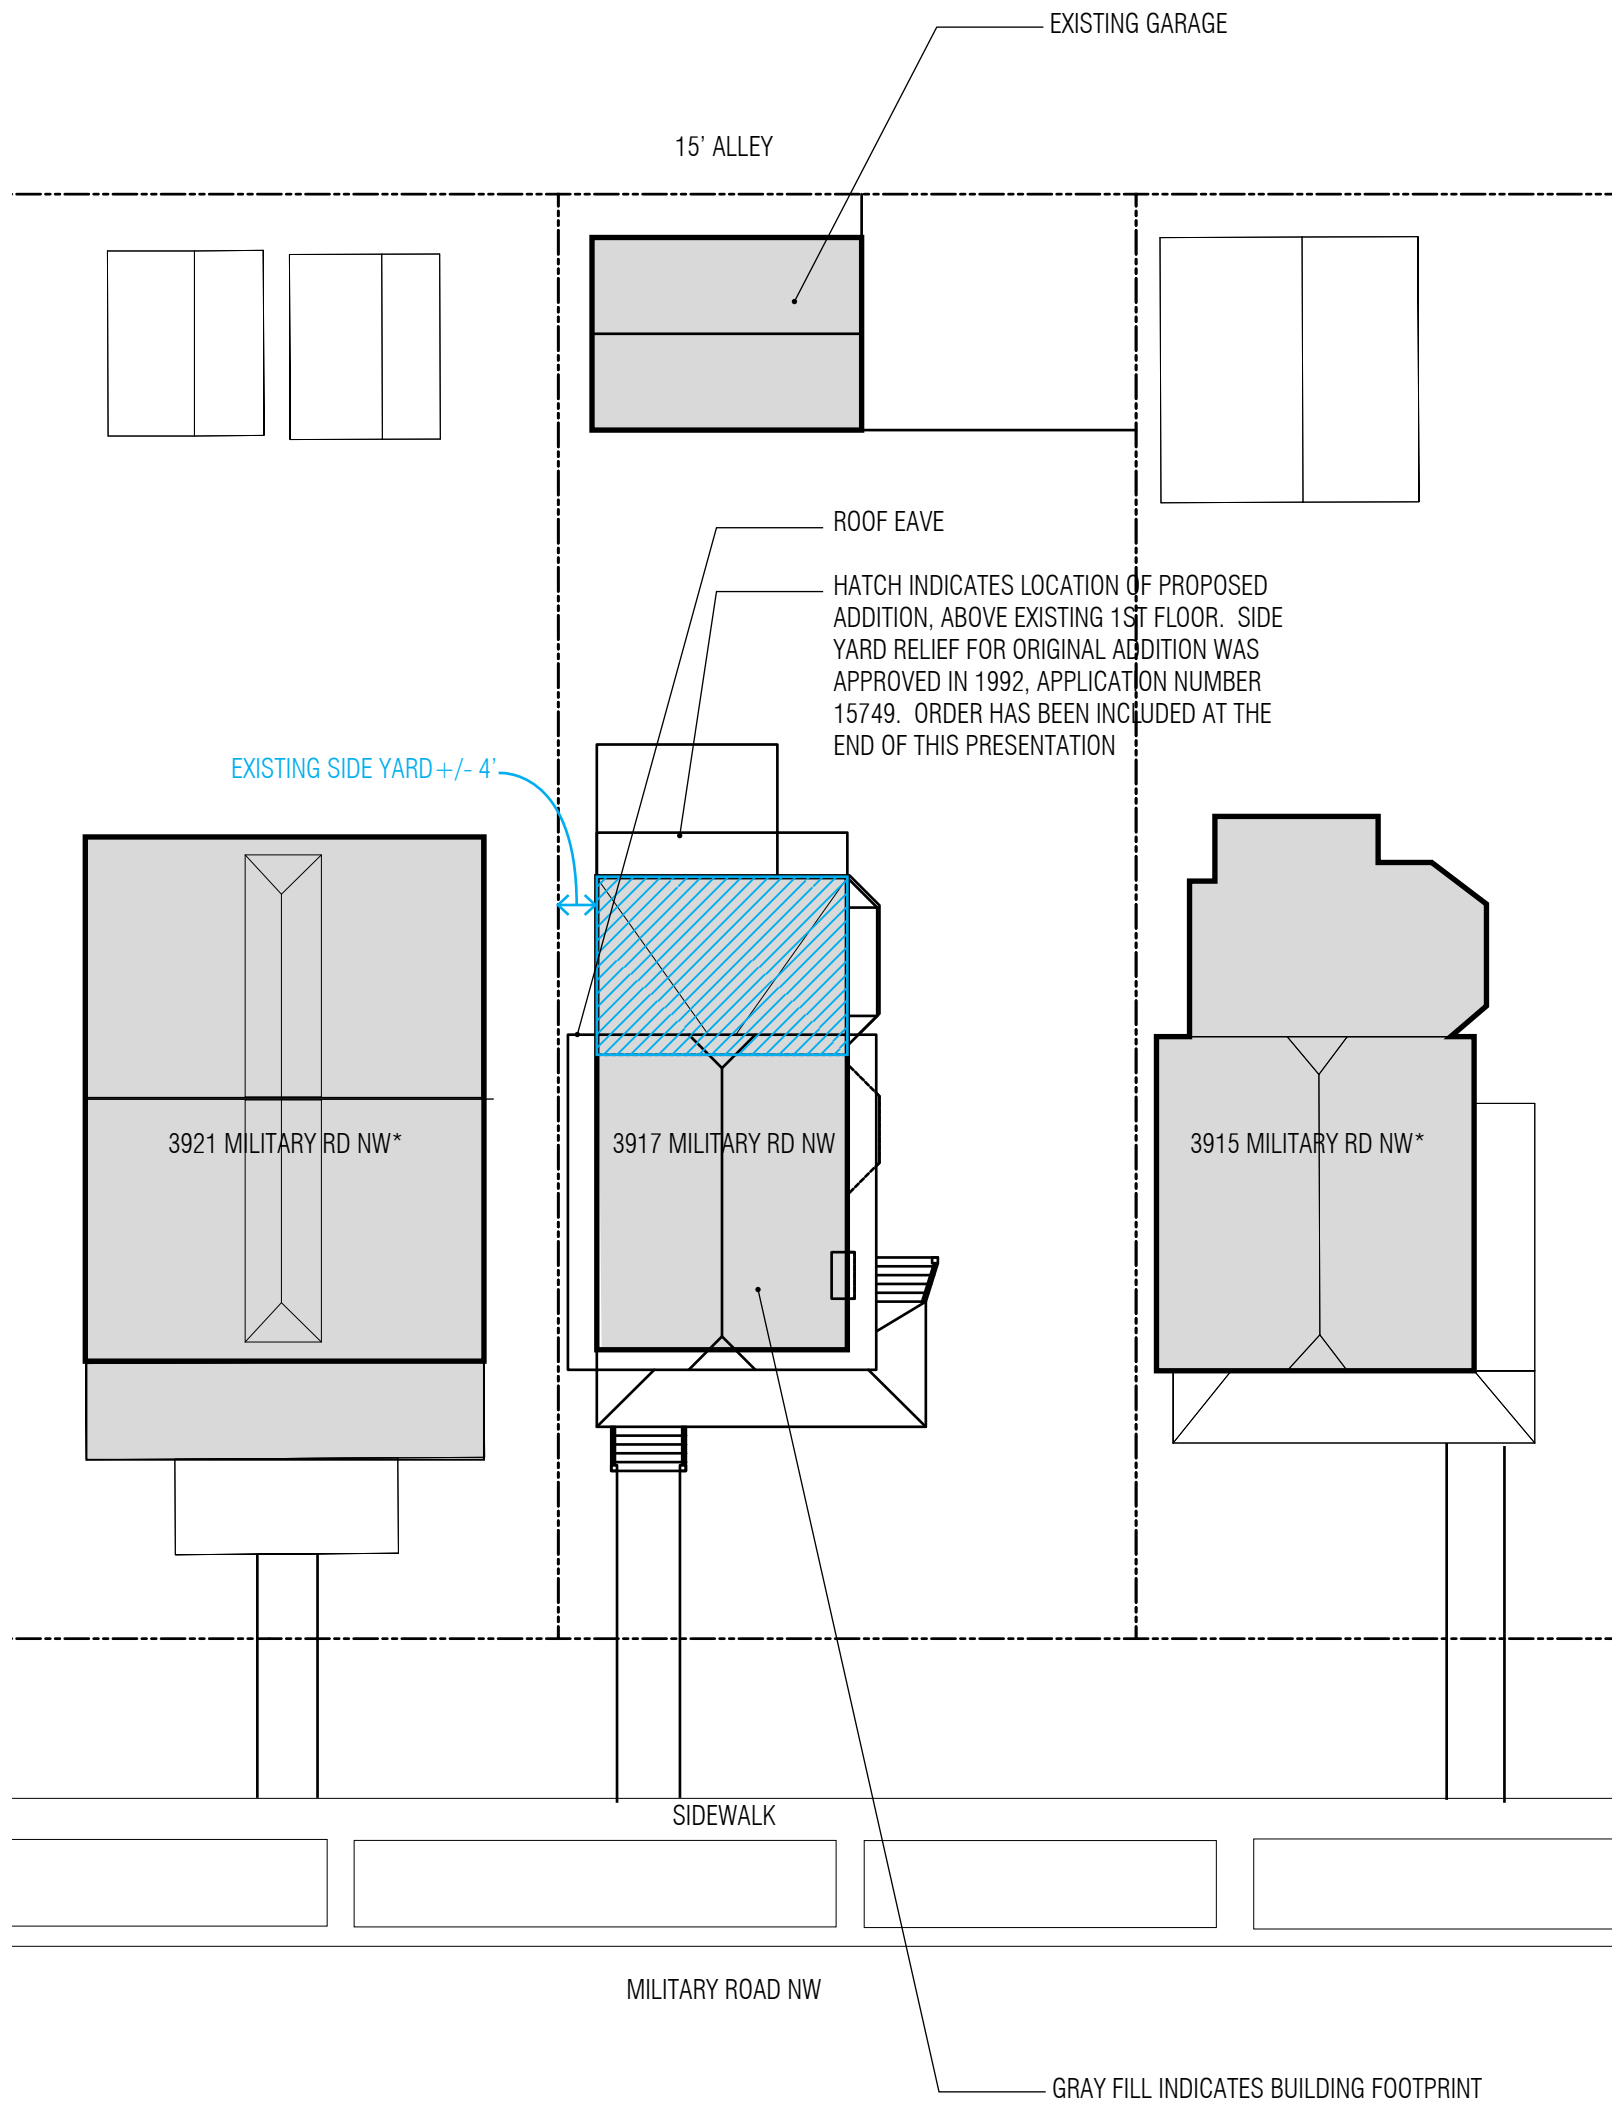 EXISTING GARAGE
15' ALLEY
ROOF EAVE
HATCH INDICATES LOCATION OF PROPOSED
ADDITION, ABOVE EXISTING 1ST FLOOR.  SIDE
YARD RELIEF FOR ORIGINAL ADDITION WAS
APPROVED IN 1992, APPLICATION NUMBER
15749.  ORDER HAS BEEN INCLUDED AT THE
END OF THIS PRESENTATION
EXISTING SIDE YARD +/- 4'
3921 MILITARY RD NW*
3917 MILITARY RD NW
3915 MILITARY RD NW*
SIDEWALK
MILITARY ROAD NW
GRAY FILL INDICATES BUILDING FOOTPRINT